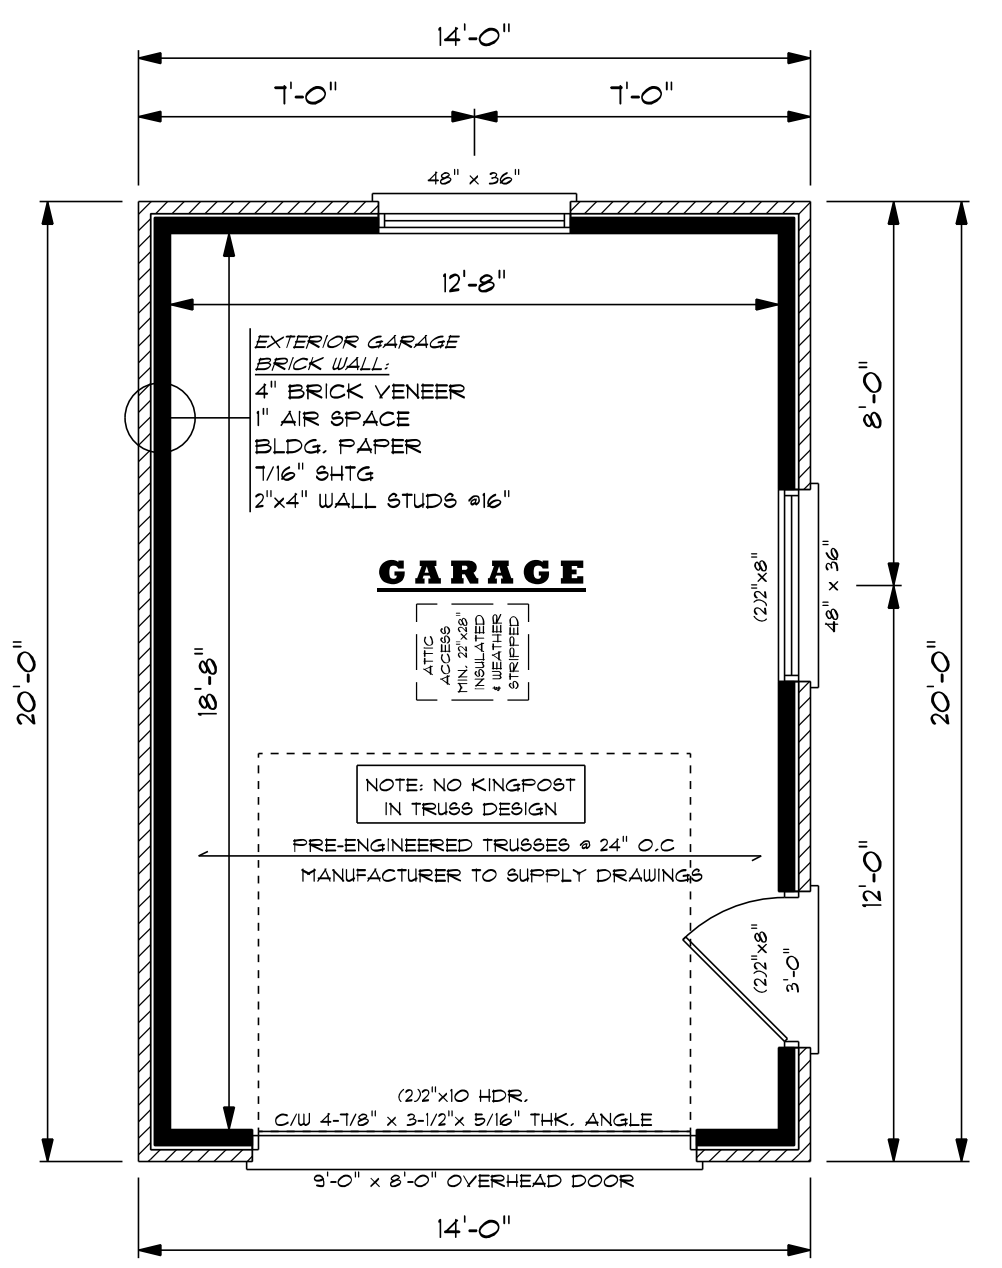 14'-0"
7'-0"
7'-0"
48" x 36"
12'-8"
EXTERIOR GARAGE
BRICK WALL:
4" BRICK VENEER
1" AIR SPACE
BLDG. PAPER
7/16" SHTG
2"x4" WALL STUDS @16"
8'-0"
GARAGE
(2)2"x8"
48" x 36"
ATTIC
ACCESS
MIN. 22"x28"
INSULATED
& WEATHER
STRIPPED
20'-0"
18'-8"
20'-0"
NOTE: NO KINGPOST
IN TRUSS DESIGN
PRE-ENGINEERED TRUSSES @ 24" O.C
MANUFACTURER TO SUPPLY DRAWINGS
12'-0"
(2)2"x8"
3'-0"
(2)2"x10 HDR.
C/W 4-7/8" x 3-1/2"x 5/16" THK. ANGLE
9'-0" x 8'-0" OVERHEAD DOOR
14'-0"